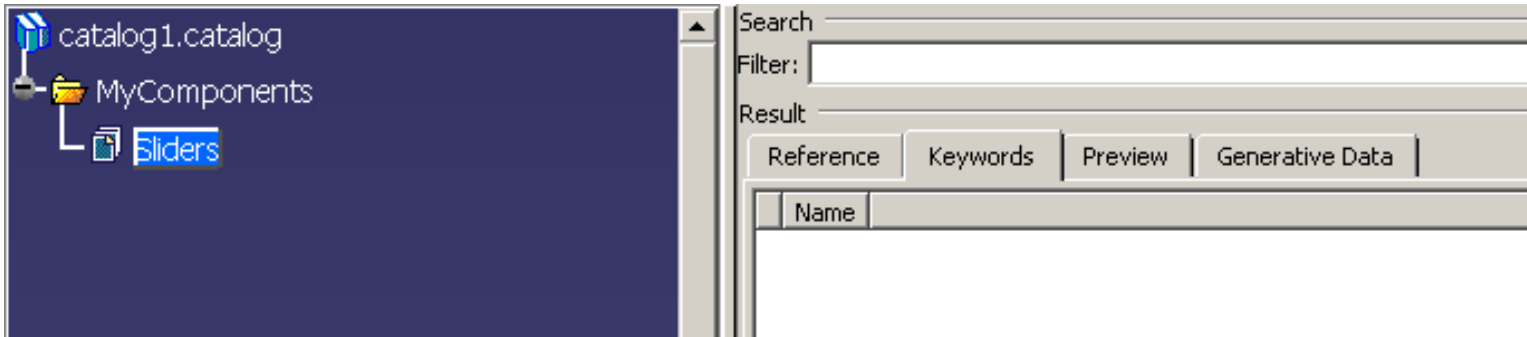 catalog1.catalog
MyComponents
Sliders
Search
Filter:
Result
Reference Keywords Preview Generative Data
Name